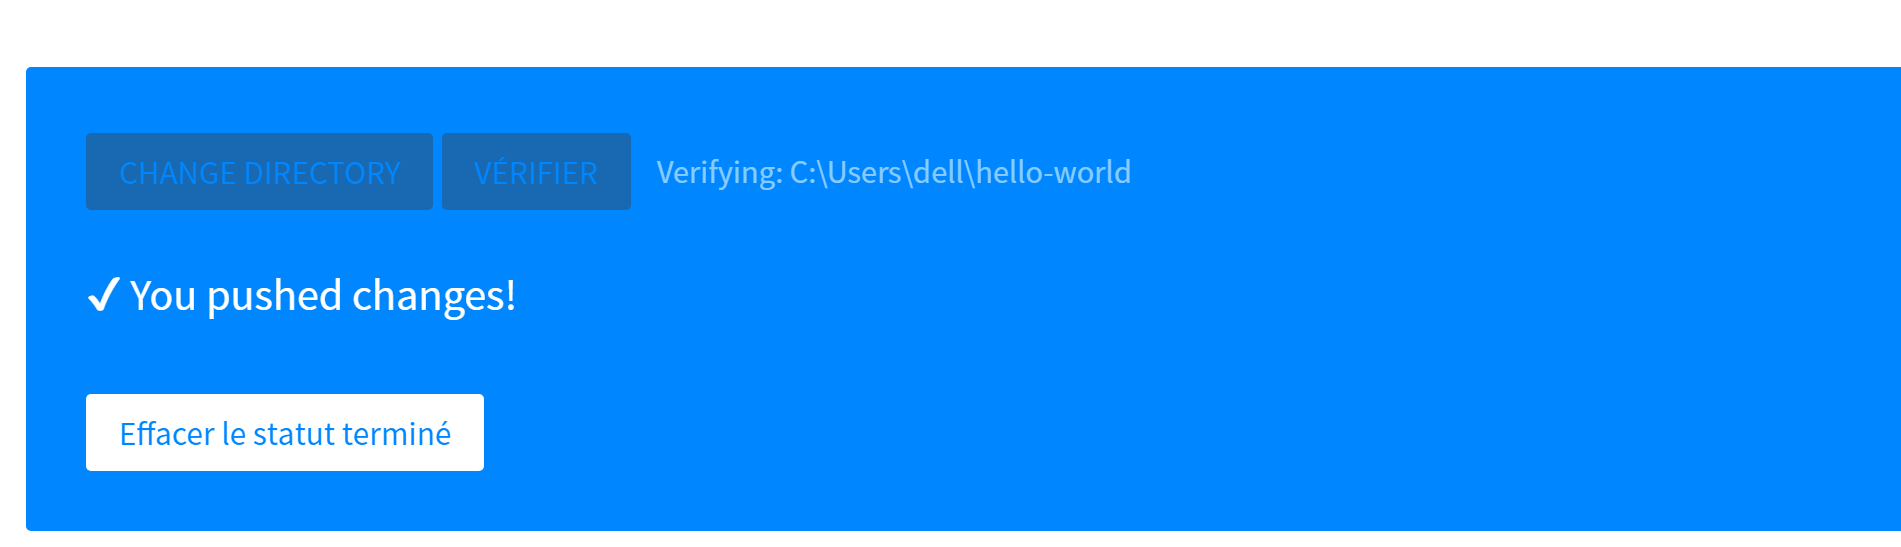 CHANGE DIRECTORY VÉRIFIER Verifying: C:\Users\dell\hello-world
✓ You pushed changes!
Effacer le statut terminé